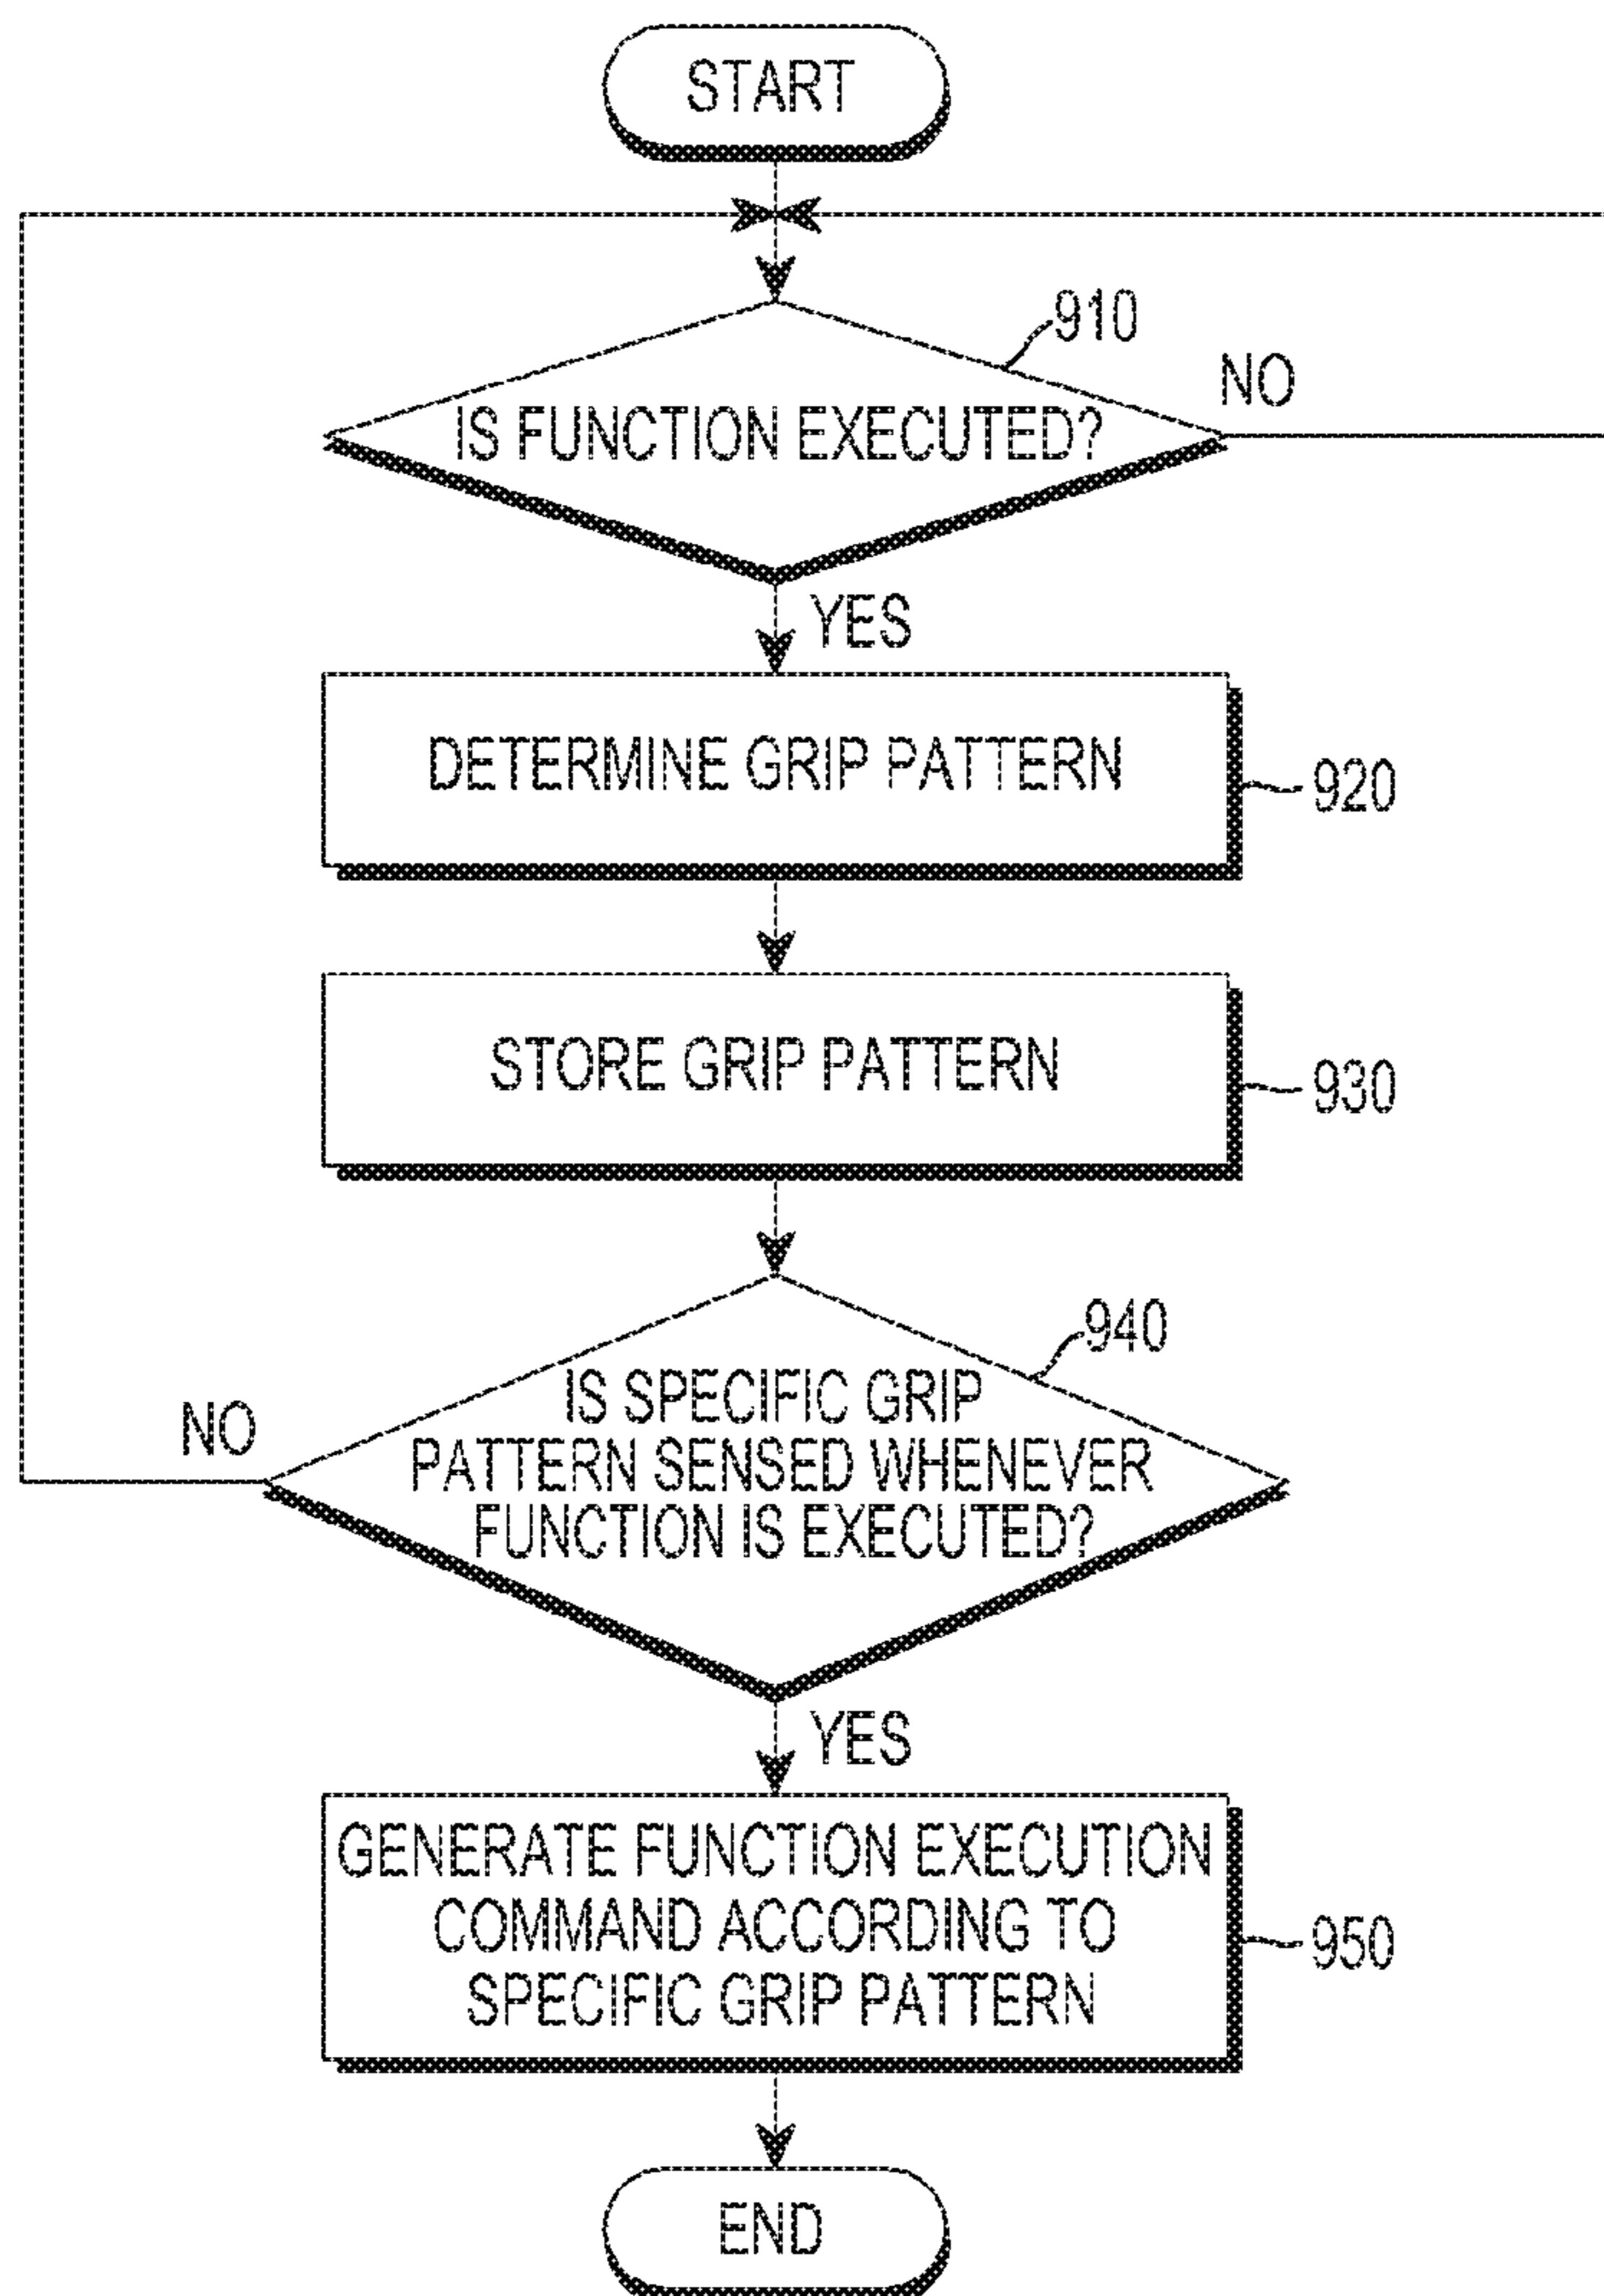 START
910
NO
IS FUNCTION EXECUTED?
YES
DETERMINE GRIP PATTERN
920
STORE GRIP PATTERN
930
940
IS SPECIFIC GRIP
PATTERN SENSED WHENEVER
FUNCTION IS EXECUTED?
NO
YES
GENERATE FUNCTION EXECUTION
COMMAND ACCORDING TO
SPECIFIC GRIP PATTERN
950
END